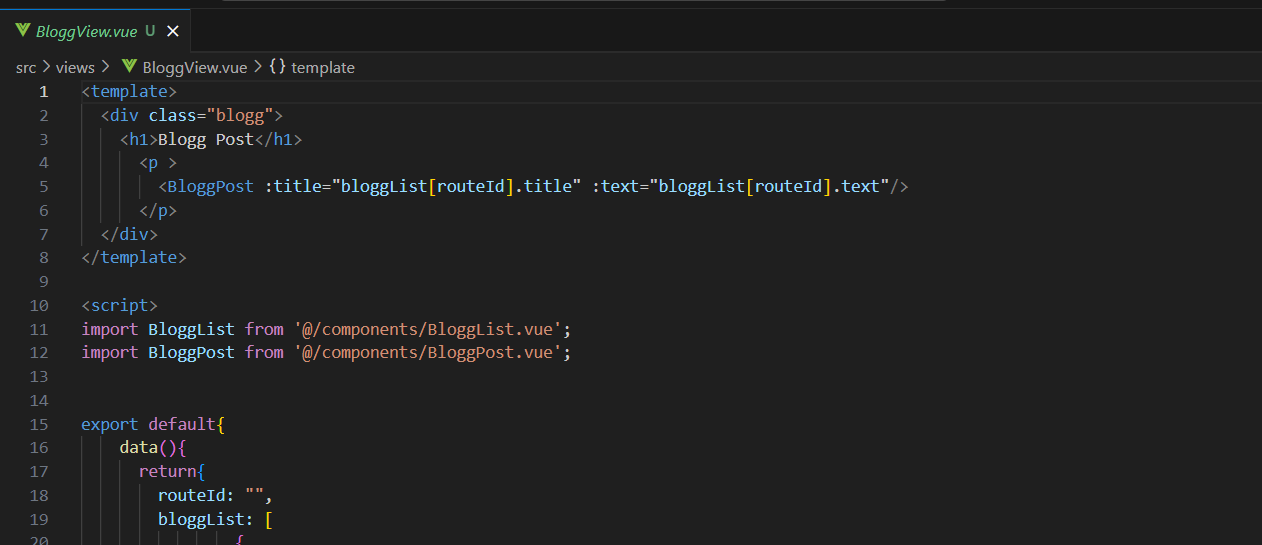 BloggView.vue U
src > views > BloggView.vue > {} template
1 <template>
2 <div class="blogg">
3 <h1>Blogg Post</h1>
4 <p >
5 <BloggPost :title="bloggList[routeId].title" :text="bloggList[routeId].text"/>
6 </p>
7 </div>
8 </template>
9
10 <script>
11 import BloggList from '@/components/BloggList.vue';
12 import BloggPost from '@/components/BloggPost.vue';
13
14
15 export default{
16 data(){
17 return{
18 routeId: "",
19 bloggList: [
20 {